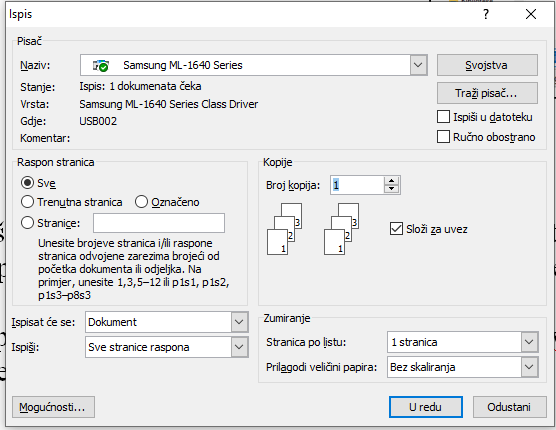 Ispis
Pisač
Naziv: Samsung ML-1640 Series
Svojstva
Stanje: Ispis: 1 dokumenata čeka
Vrsta: Samsung ML-1640 Series Class Driver
Traži pisač...
Gdje: USB002
Ispiši u datoteku
Komentar:
Ručno obostrano
Raspon stranica
Sve
Trenutna stranica Označeno
Stranice:
Unesite brojeve stranica i/ili raspone
stranica odvojene zarezima brojeći od
početka dokumenta ili odjeljka. Na
primjer, unesite 1,3,5–12 ili p1s1, p1s2,
p1s3–p8s3
Kopije
Broj kopija: 1
3 3
2 2
1 1
Složi za uvez
Ispisat će se: Dokument
Ispiši: Sve stranice raspona
Zumiranje
Stranica po listu: 1 stranica
Prilagodi veličini papira: Bez skaliranja
Mogućnosti...
U redu
Odustani